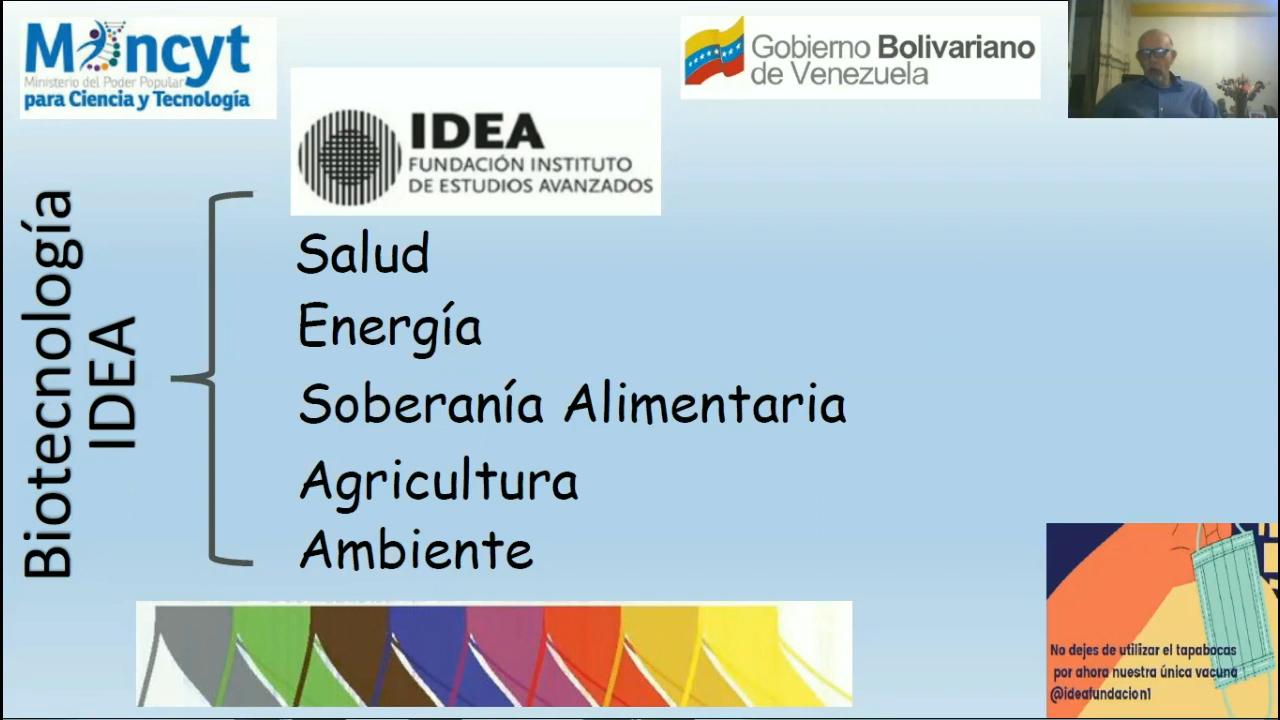 Mincyt
Ministerio del Poder Popular
para Ciencia y Tecnología
Gobierno Bolivariano
de Venezuela
IDEA
FUNDACIÓN INSTITUTO
DE ESTUDIOS AVANZADOS
Biotecnología
IDEA
Salud
Energía
Soberanía Alimentaria
Agricultura
Ambiente
No dejes de utilizar el tapabocas
por ahora nuestra única vacuna
@ideafundacion1